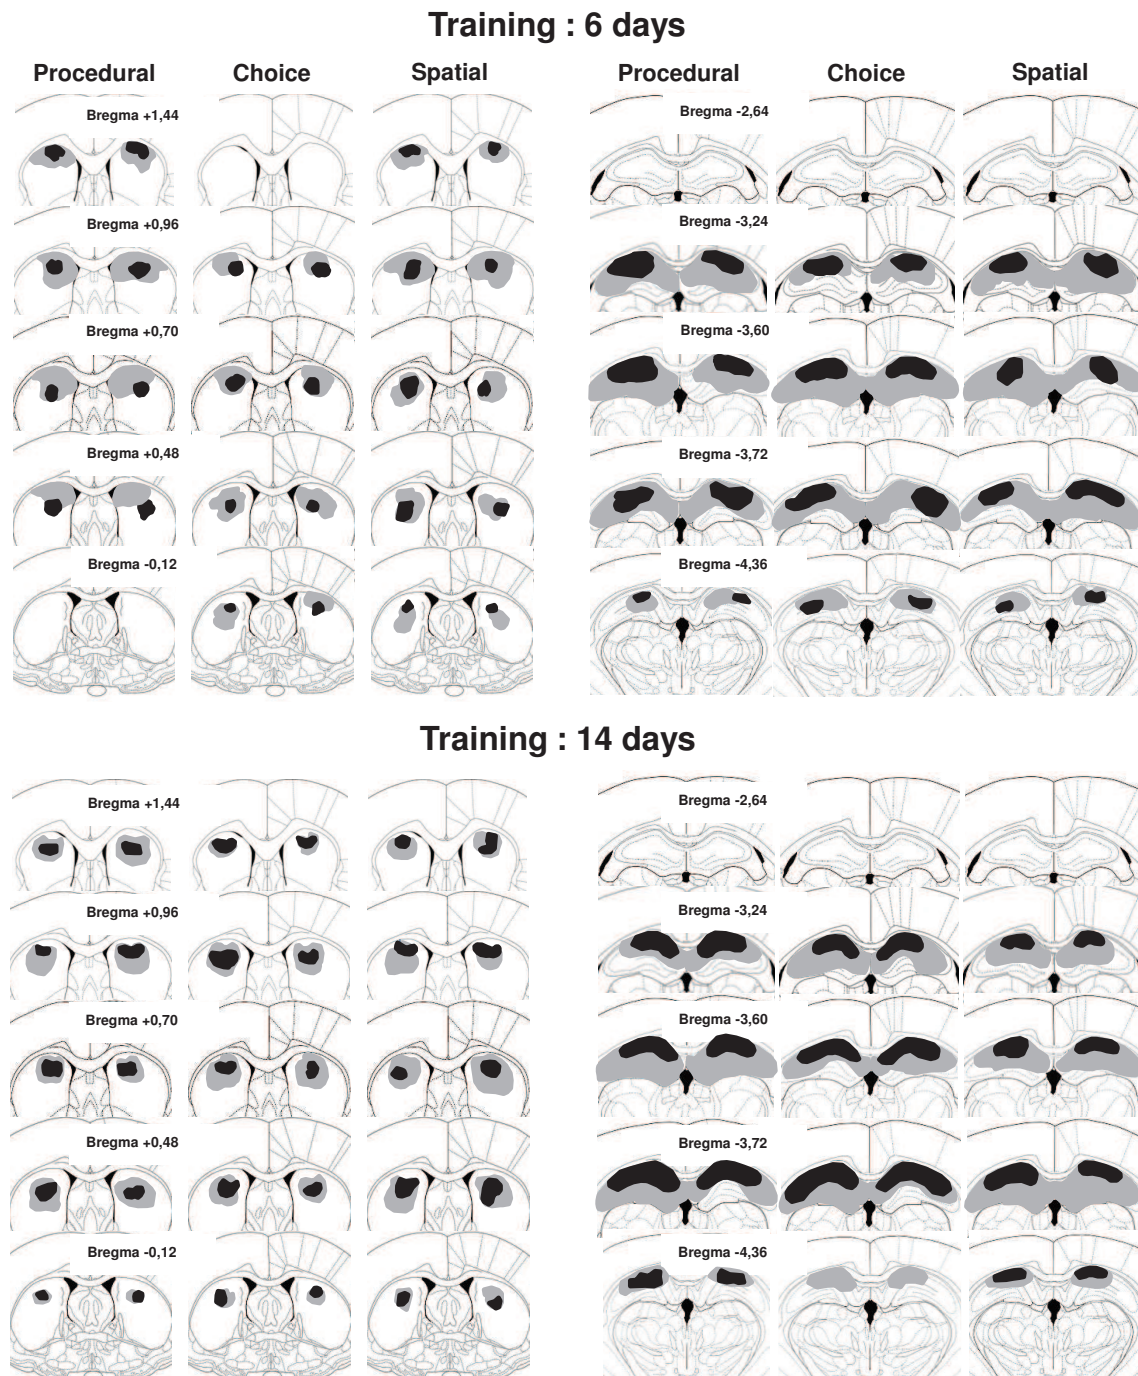 Training : 6 days
Procedural Choice Spatial Procedural Choice Spatial
Bregma +1,44 Bregma -2,64
Bregma +0,96 Bregma -3,24
Bregma +0,70 Bregma -3,60
Bregma +0,48 Bregma -3,72
Bregma -0,12 Bregma -4,36
Training : 14 days
Bregma +1,44 Bregma -2,64
Bregma +0,96 Bregma -3,24
Bregma +0,70 Bregma -3,60
Bregma +0,48 Bregma -3,72
Bregma -0,12 Bregma -4,36